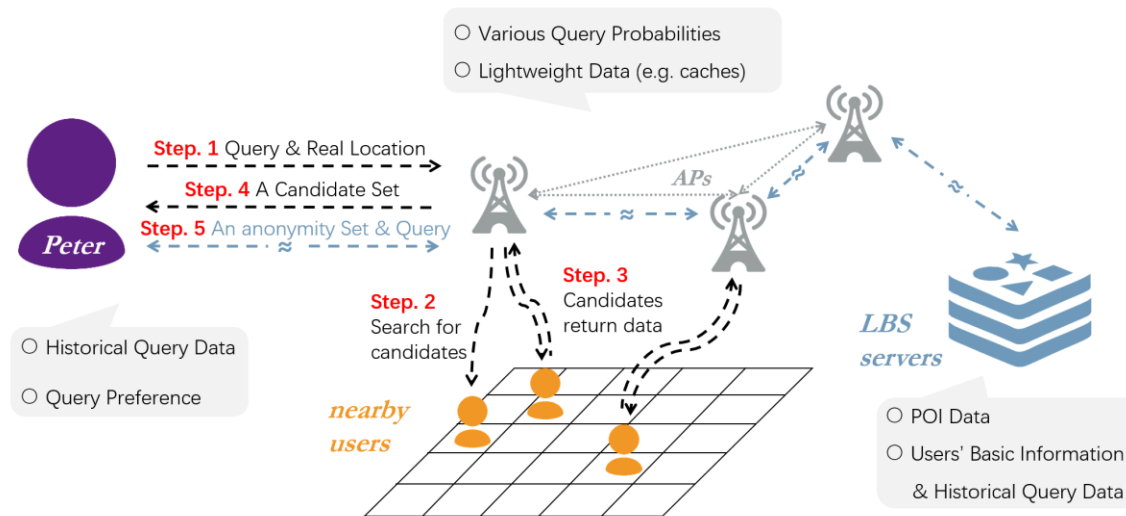 ○ Various Query Probabilities
○ Lightweight Data (e.g. caches)
Step. 1 Query & Real Location
Step. 4 A Candidate Set
Step. 5 An anonymity Set & Query
Peter
APs
Step. 2
Search for
candidates
Step. 3
Candidates
return data
○ Historical Query Data
○ Query Preference
nearby
users
LBS
servers
○ POI Data
○ Users' Basic Information
& Historical Query Data